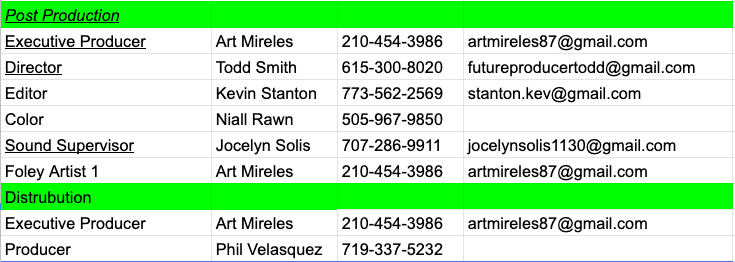 Post Production
Executive Producer Art Mireles 210-454-3986 artmireles87@gmail.com
Director Todd Smith 615-300-8020 futureproducertodd@gmail.com
Editor Kevin Stanton 773-562-2569 stanton.kev@gmail.com
Color Niall Rawn 505-967-9850
Sound Supervisor Jocelyn Solis 707-286-9911 jocelynsolis1130@gmail.com
Foley Artist 1 Art Mireles 210-454-3986 artmireles87@gmail.com
Distrubution
Executive Producer Art Mireles 210-454-3986 artmireles87@gmail.com
Producer Phil Velasquez 719-337-5232